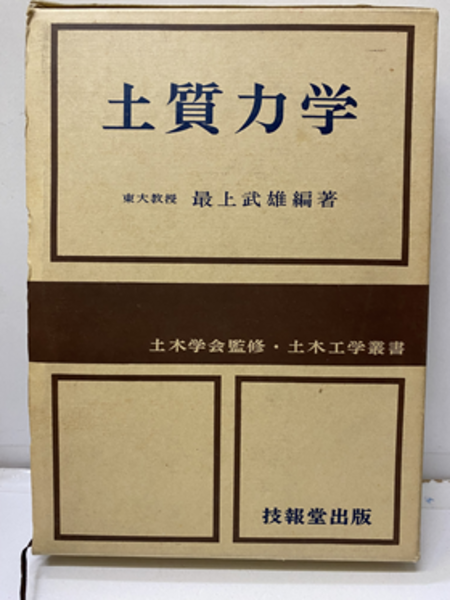 土質力学
東大教授 最上武雄編著
土木学会監修・土木工学叢書
技報堂出版